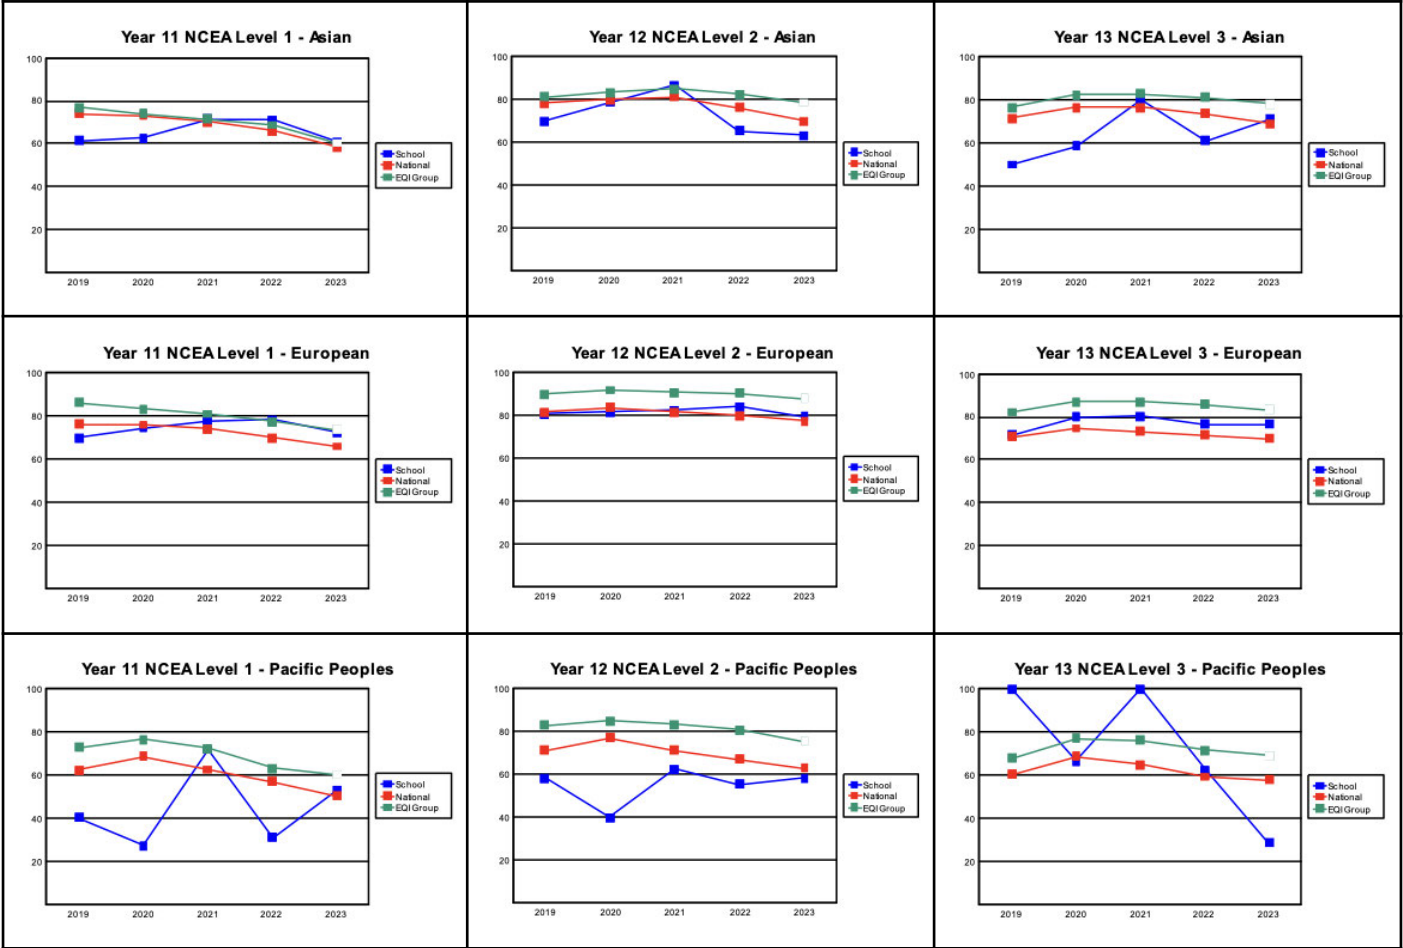 Year 11 NCEA Level 1 - Asian
100
80
60
40
20
2019 2020 2021 2022 2023
School
National
EQI Group
Year 12 NCEA Level 2 - Asian
100
80
60
40
20
2019 2020 2021 2022 2023
School
National
EQI Group
Year 13 NCEA Level 3 - Asian
100
80
60
40
20
2019 2020 2021 2022 2023
School
National
EQI Group
Year 11 NCEA Level 1 - European
100
80
60
40
20
2019 2020 2021 2022 2023
School
National
EQI Group
Year 12 NCEA Level 2 - European
100
80
60
40
20
2019 2020 2021 2022 2023
School
National
EQI Group
Year 13 NCEA Level 3 - European
100
80
60
40
20
2019 2020 2021 2022 2023
School
National
EQI Group
Year 11 NCEA Level 1 - Pacific Peoples
100
80
60
40
20
2019 2020 2021 2022 2023
School
National
EQI Group
Year 12 NCEA Level 2 - Pacific Peoples
100
80
60
40
20
2019 2020 2021 2022 2023
School
National
EQI Group
Year 13 NCEA Level 3 - Pacific Peoples
100
80
60
40
20
2019 2020 2021 2022 2023
School
National
EQI Group